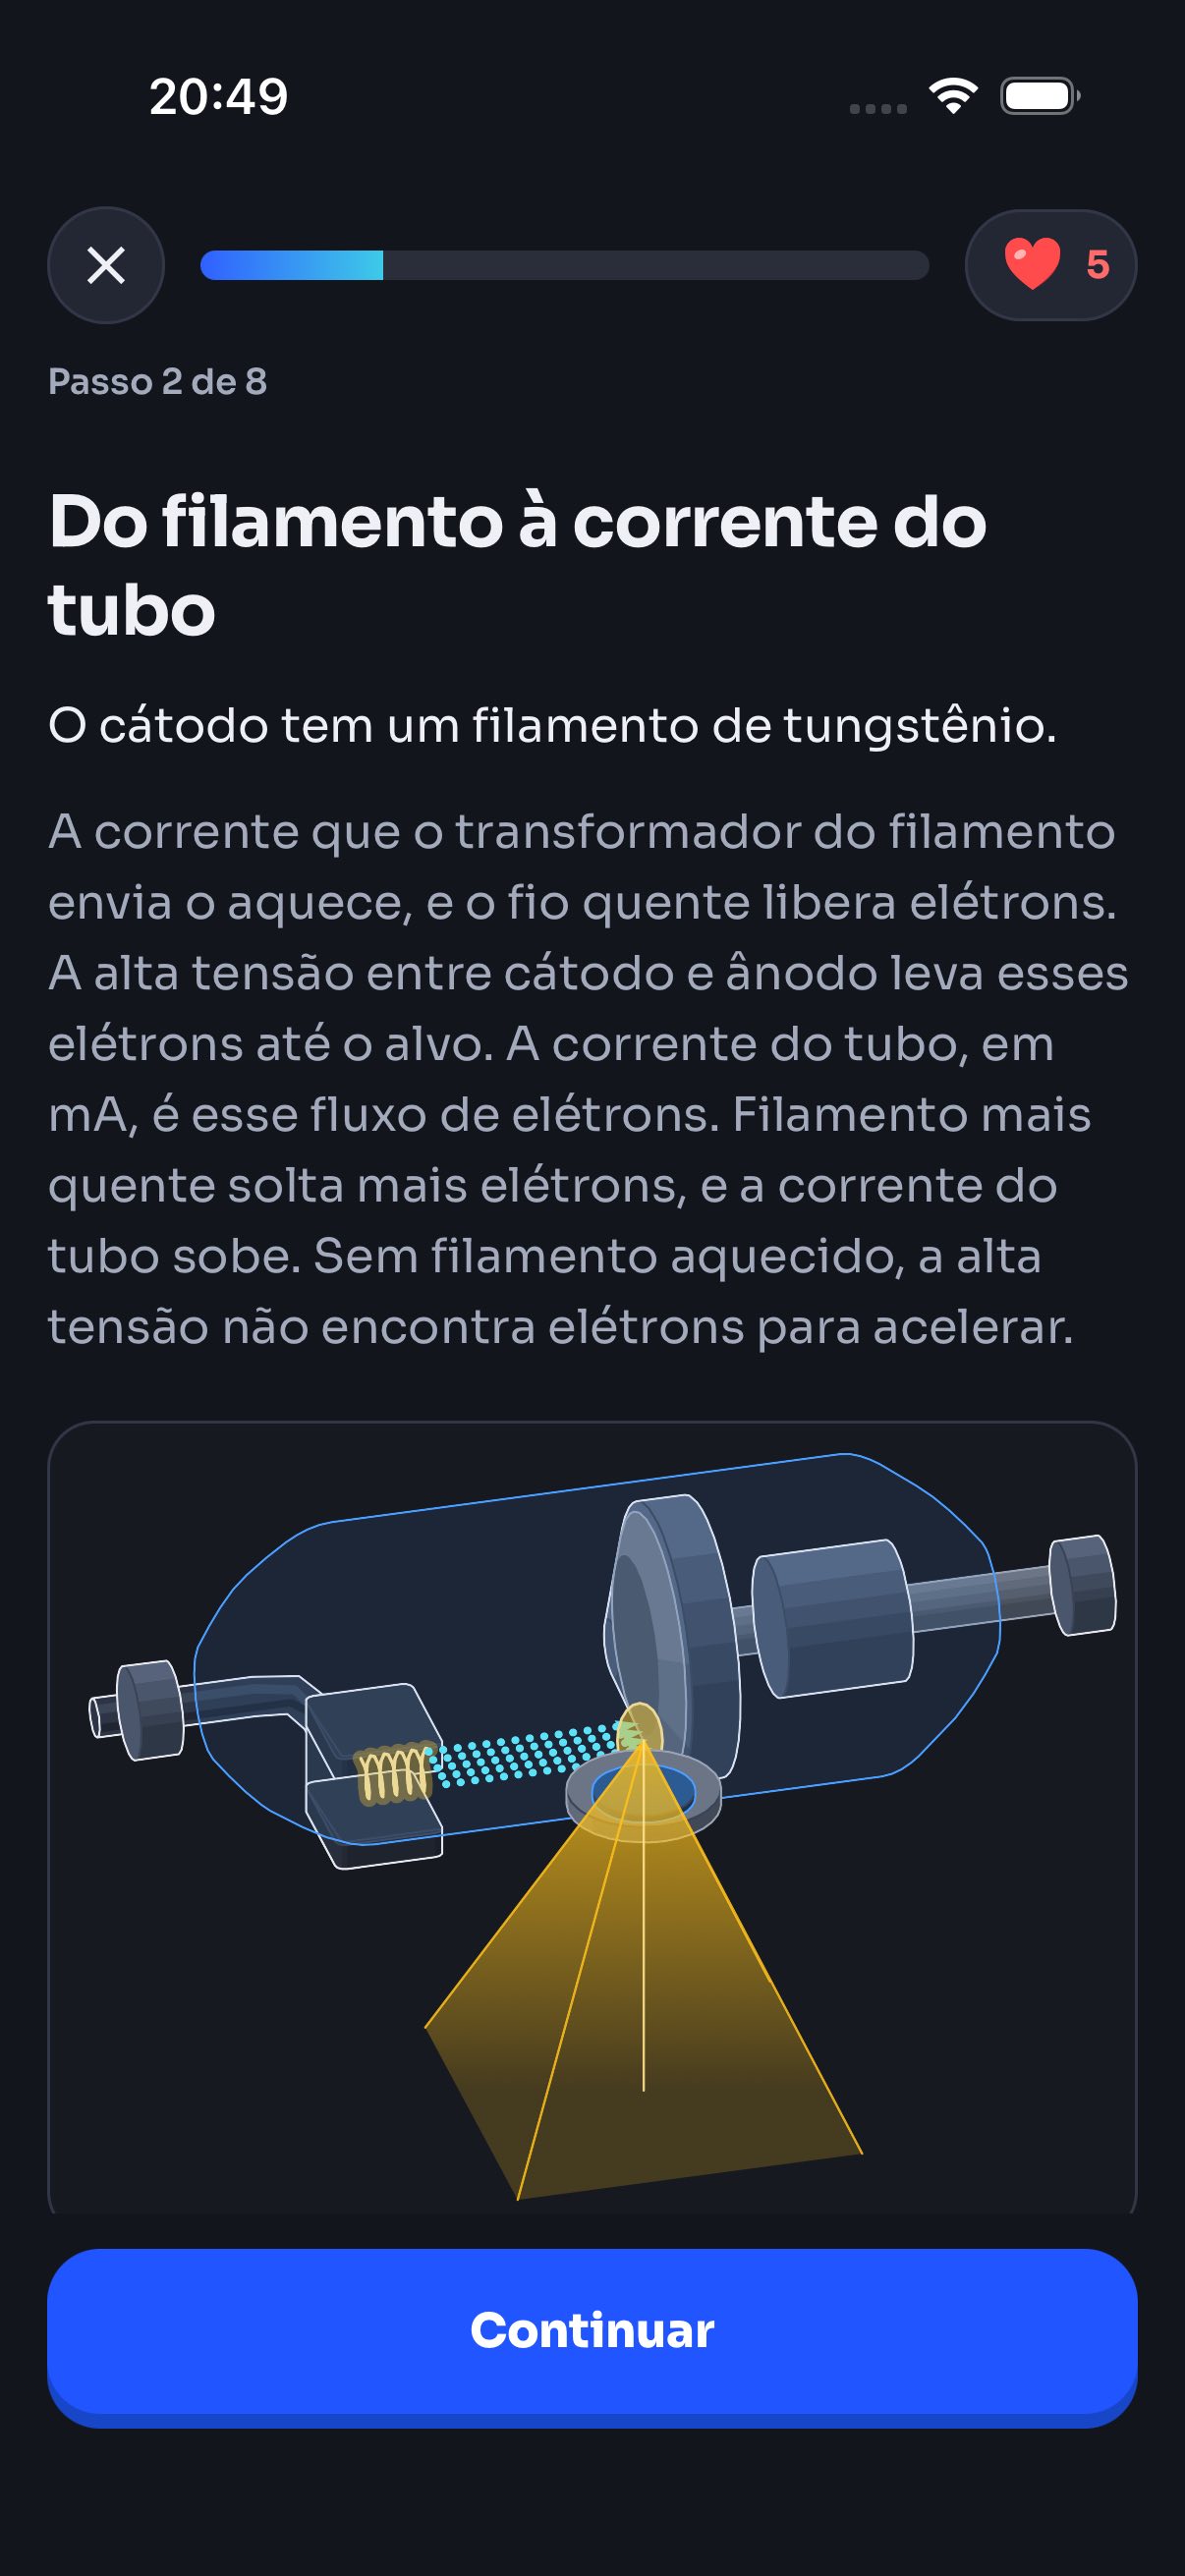 20:49
5
Passo 2 de 8
Do filamento à corrente do
tubo
O cátodo tem um filamento de tungstênio.
A corrente que o transformador do filamento
envia o aquece, e o fio quente libera elétrons.
A alta tensão entre cátodo e ânodo leva esses
elétrons até o alvo. A corrente do tubo, em
mA, é esse fluxo de elétrons. Filamento mais
quente solta mais elétrons, e a corrente do
tubo sobe. Sem filamento aquecido, a alta
tensão não encontra elétrons para acelerar.
Continuar